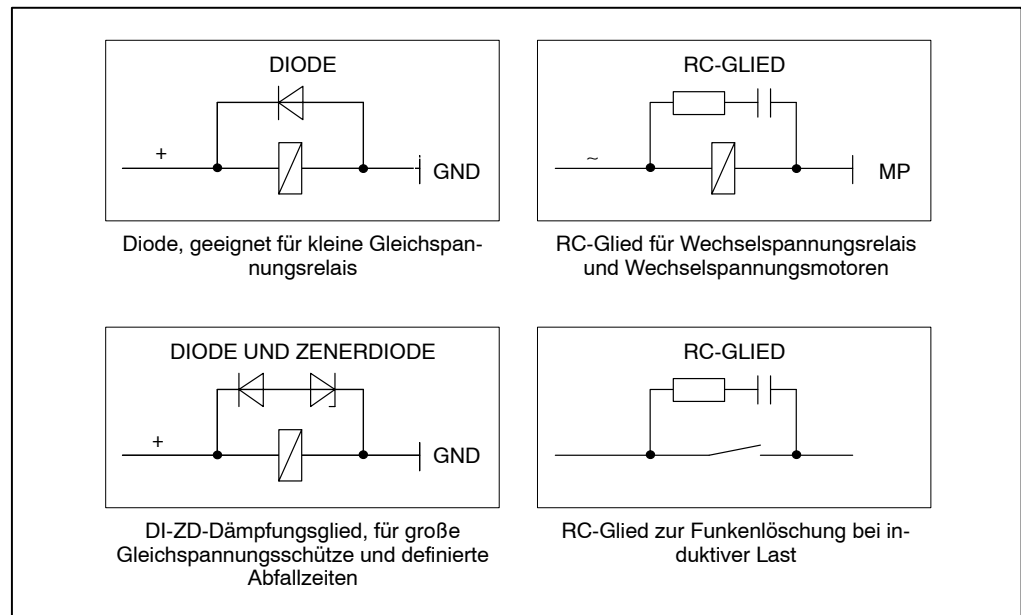 DIODE
+
GND
Diode, geeignet für kleine Gleichspan-
nungsrelais
RC-GLIED
~
MP
RC-Glied für Wechselspannungsrelais
und Wechselspannungsmotoren
DIODE UND ZENERDIODE
+
GND
DI-ZD-Dämpfungsglied, für große
Gleichspannungsschütze und definierte
Abfallzeiten
RC-GLIED
RC-Glied zur Funkenlöschung bei in-
duktiver Last